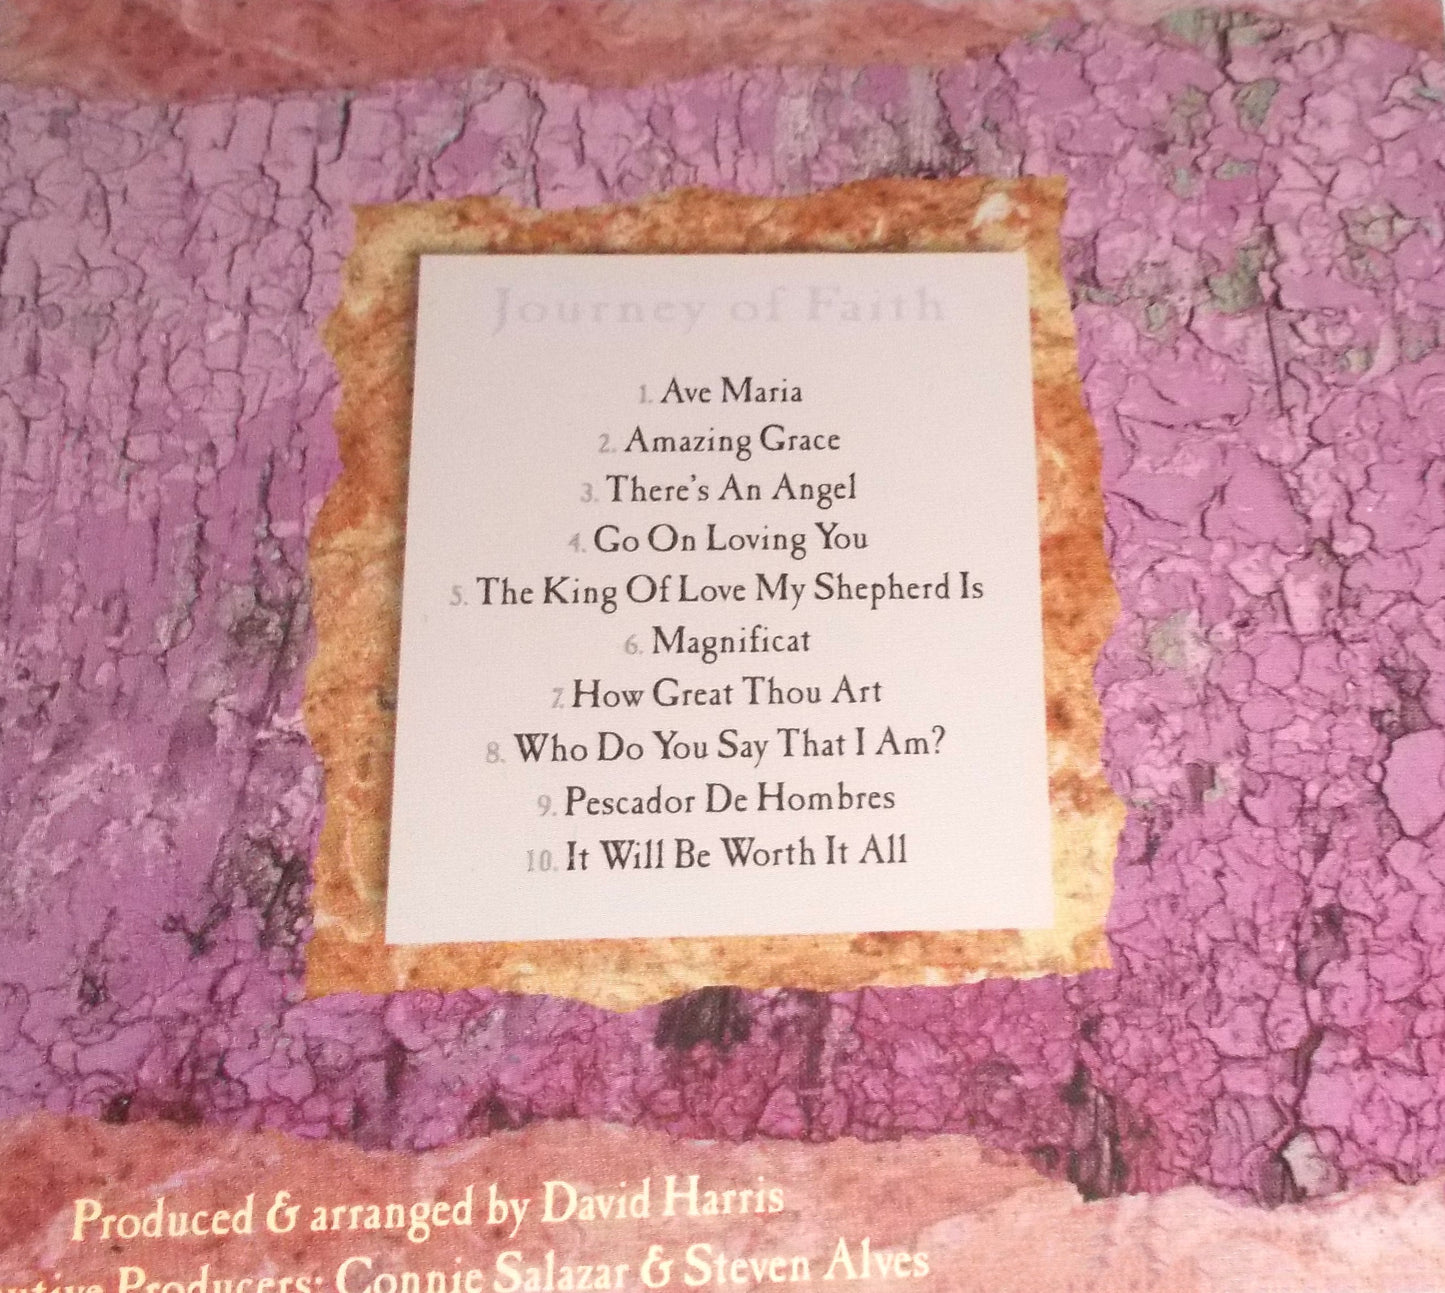 Journey of Faith
1. Ave Maria
2. Amazing Grace
3. There's An Angel
4. Go On Loving You
5. The King Of Love My Shepherd Is
6. Magnificat
7. How Great Thou Art
8. Who Do You Say That I Am?
9. Pescador De Hombres
10. It Will Be Worth It All
Produced & arranged by David Harris
Producers: Connie Salazar & Steven Alves